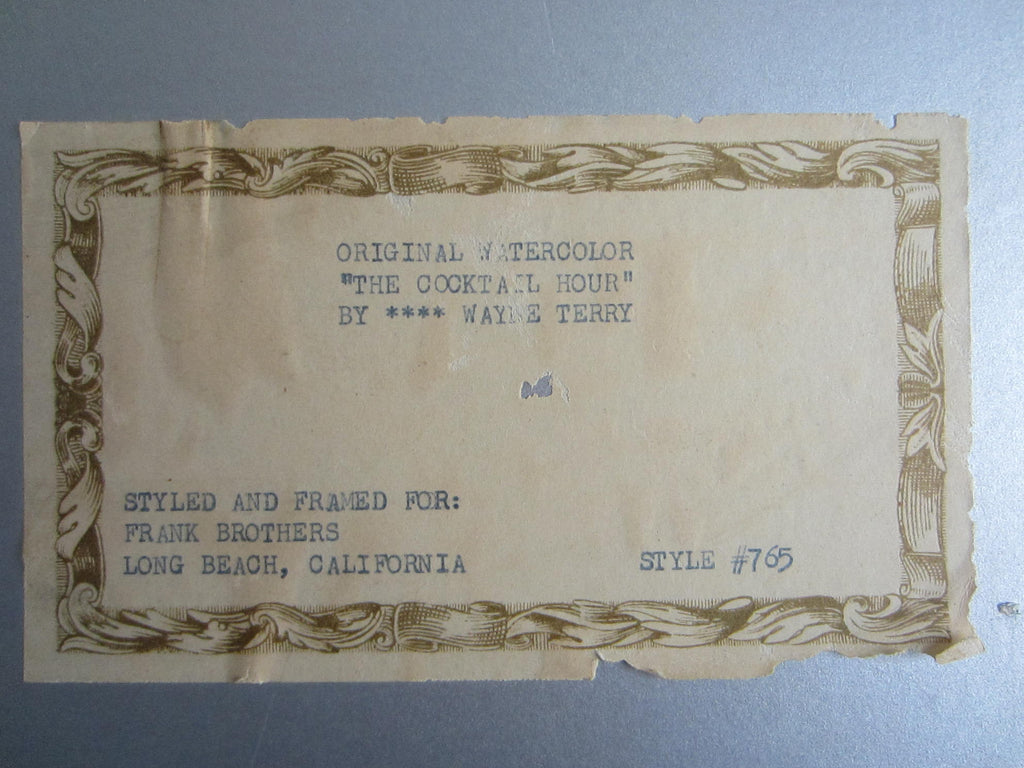 ORIGINAL WATERCOLOR
"THE COCKTAIL HOUR"
BY **** WAYNE TERRY
STYLED AND FRAMED FOR:
FRANK BROTHERS
LONG BEACH, CALIFORNIA
STYLE #765